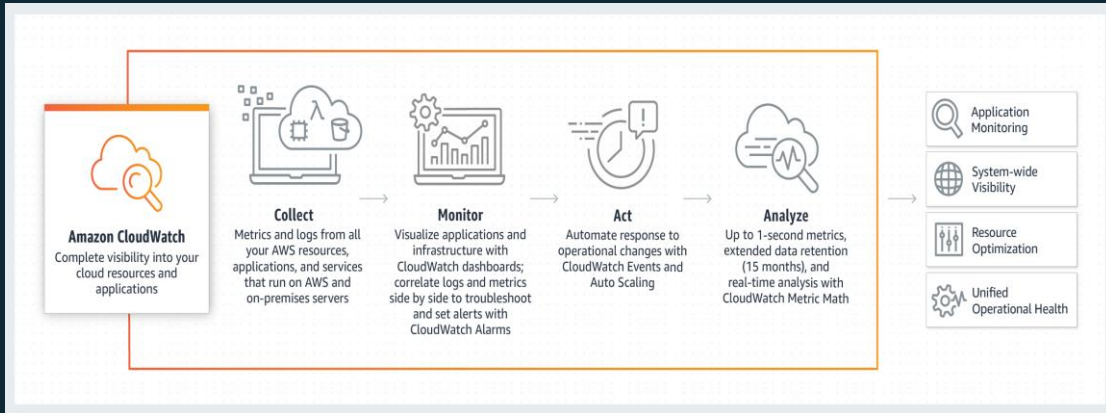 Amazon CloudWatch
Complete visibility into your
cloud resources and
applications
Collect
Metrics and logs from all
your AWS resources,
applications, and services
that run on AWS and
on-premises servers
Monitor
Visualize applications and
infrastructure with
CloudWatch dashboards;
correlate logs and metrics
side by side to troubleshoot
and set alerts with
CloudWatch Alarms
Act
Automate response to
operational changes with
CloudWatch Events and
Auto Scaling
Analyze
Up to 1-second metrics,
extended data retention
(15 months), and
real-time analysis with
CloudWatch Metric Math
Application
Monitoring
System-wide
Visibility
Resource
Optimization
Unified
Operational Health